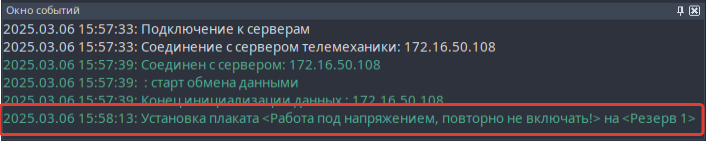 Окно событий
2025.03.06 15:57:33: Подключение к серверам
2025.03.06 15:57:33: Соединение с сервером телемеханики: 172.16.50.108
2025.03.06 15:57:39: Соединен с сервером: 172.16.50.108
2025.03.06 15:57:39:  : старт обмена данными
2025.03.06 15:57:39: Конец инициализации данных : 172.16.50.108
2025.03.06 15:58:13: Установка плаката <Работа под напряжением, повторно не включать!> на <Резерв 1>